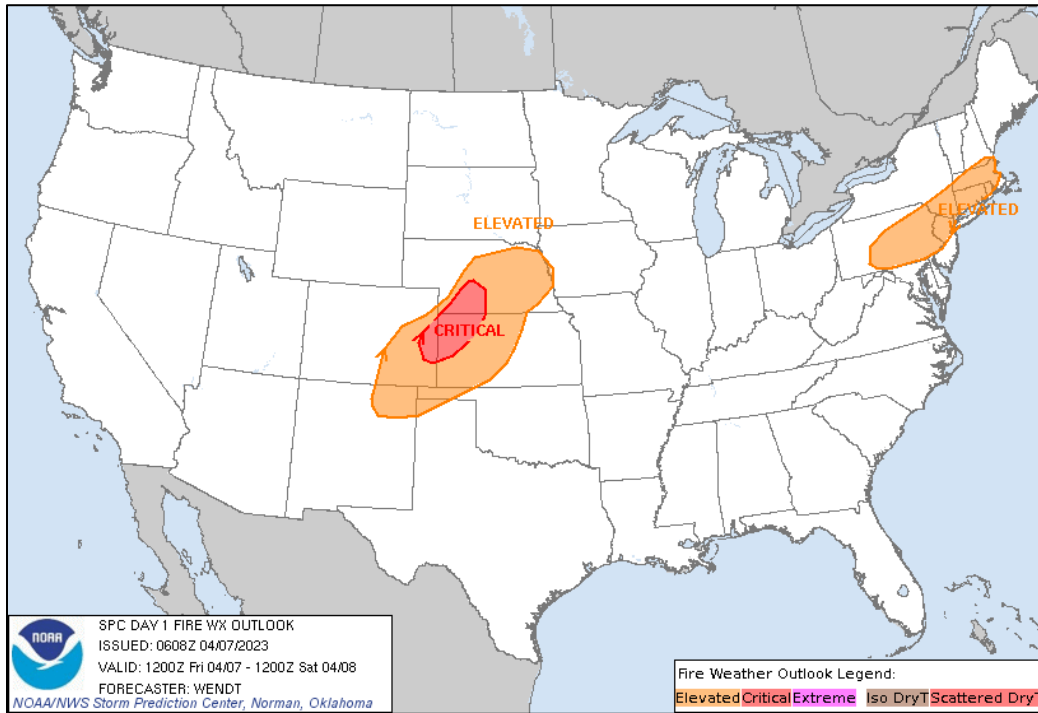 ELEVATED
ELEVATED
CRITICAL
NOAA
SPC DAY 1 FIRE WX OUTLOOK
ISSUED: 0608Z 04/07/2023
VALID: 1200Z Fri 04/07 - 1200Z Sat 04/08
FORECASTER: WENDT
NOAA/NWS Storm Prediction Center, Norman, Oklahoma
Fire Weather Outlook Legend:
Elevated Critical Extreme Iso DryT Scattered DryT